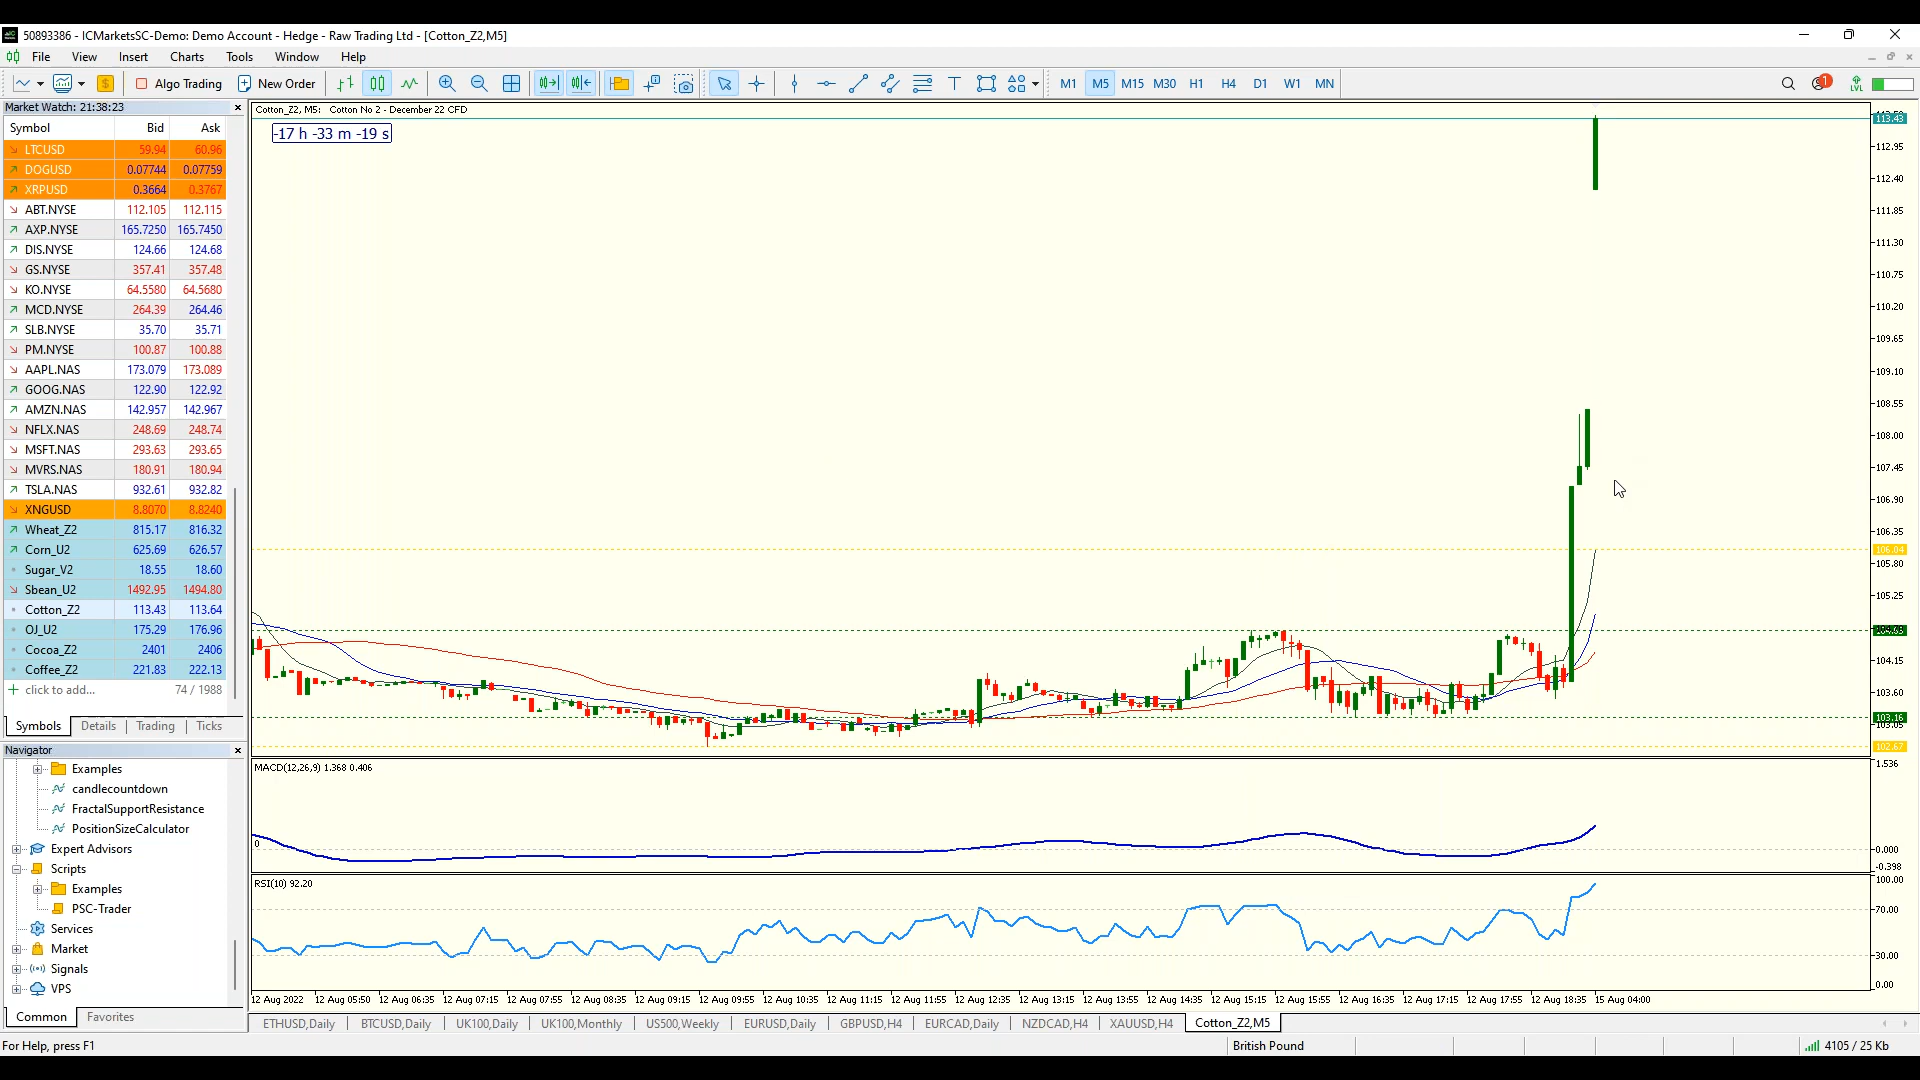 50893386 - ICMarketsSC-Demo: Demo Account - Hedge - Raw Trading Ltd - [Cotton_Z2,M5]
File View Insert Charts Tools Window Help
Algo Trading New Order T M1 M5 M15 M30 H1 H4 D1 W1 MN 1 LVL
Market Watch: 21:38:23
Symbol Bid Ask
LTCUSD 59.94 60.96
DOGUSD 0.07744 0.07759
XRPUSD 0.3664 0.3767
ABT.NYSE 112.105 112.115
AXP.NYSE 165.7250 165.7450
DIS.NYSE 124.66 124.68
GS.NYSE 357.41 357.48
KO.NYSE 64.5580 64.5680
MCD.NYSE 264.39 264.46
SLB.NYSE 35.70 35.71
PM.NYSE 100.87 100.88
AAPL.NAS 173.079 173.089
GOOG.NAS 122.90 122.92
AMZN.NAS 142.957 142.967
NFLX.NAS 248.69 248.74
MSFT.NAS 293.63 293.65
MVRS.NAS 180.91 180.94
TSLA.NAS 932.61 932.82
XNGUSD 8.8070 8.8240
Wheat_Z2 815.17 816.32
Corn_U2 625.69 626.57
Sugar_V2 18.55 18.60
Sbean_U2 1492.95 1494.80
Cotton_Z2 113.43 113.64
OJ_U2 175.29 176.96
Cocoa_Z2 2401 2406
Coffee_Z2 221.83 222.13
click to add... 74 / 1988
Symbols Details Trading Ticks
Navigator
Examples
candlecountdown
FractalSupportResistance
PositionSizeCalculator
Expert Advisors
Scripts
Examples
PSC-Trader
Services
Market
Signals
VPS
Common Favorites
Cotton_Z2, M5: Cotton No 2 - December 22 CFD
-17 h -33 m -19 s
113.43
112.95
112.40
111.85
111.30
110.75
110.20
109.65
109.10
108.55
108.00
107.45
106.90
106.35
106.04
105.80
105.25
104.15
103.60
103.16
102.67
MACD(12,26,9) 1.368 0.406
1.536
0
0.000
-0.398
RSI(10) 92.20
100.00
70.00
30.00
0.00
12 Aug 2022 12 Aug 05:50 12 Aug 06:35 12 Aug 07:15 12 Aug 07:55 12 Aug 08:35 12 Aug 09:15 12 Aug 09:55 12 Aug 10:35 12 Aug 11:15 12 Aug 11:55 12 Aug 12:35 12 Aug 13:15 12 Aug 13:55 12 Aug 14:35 12 Aug 15:15 12 Aug 15:55 12 Aug 16:35 12 Aug 17:15 12 Aug 17:55 12 Aug 18:35 15 Aug 04:00
ETHUSD,Daily BTCUSD,Daily UK100,Daily UK100,Monthly US500,Weekly EURUSD,Daily GBPUSD,H4 EURCAD,Daily NZDCAD,H4 XAUUSD,H4 Cotton_Z2,M5
For Help, press F1 British Pound 4105 / 25 Kb